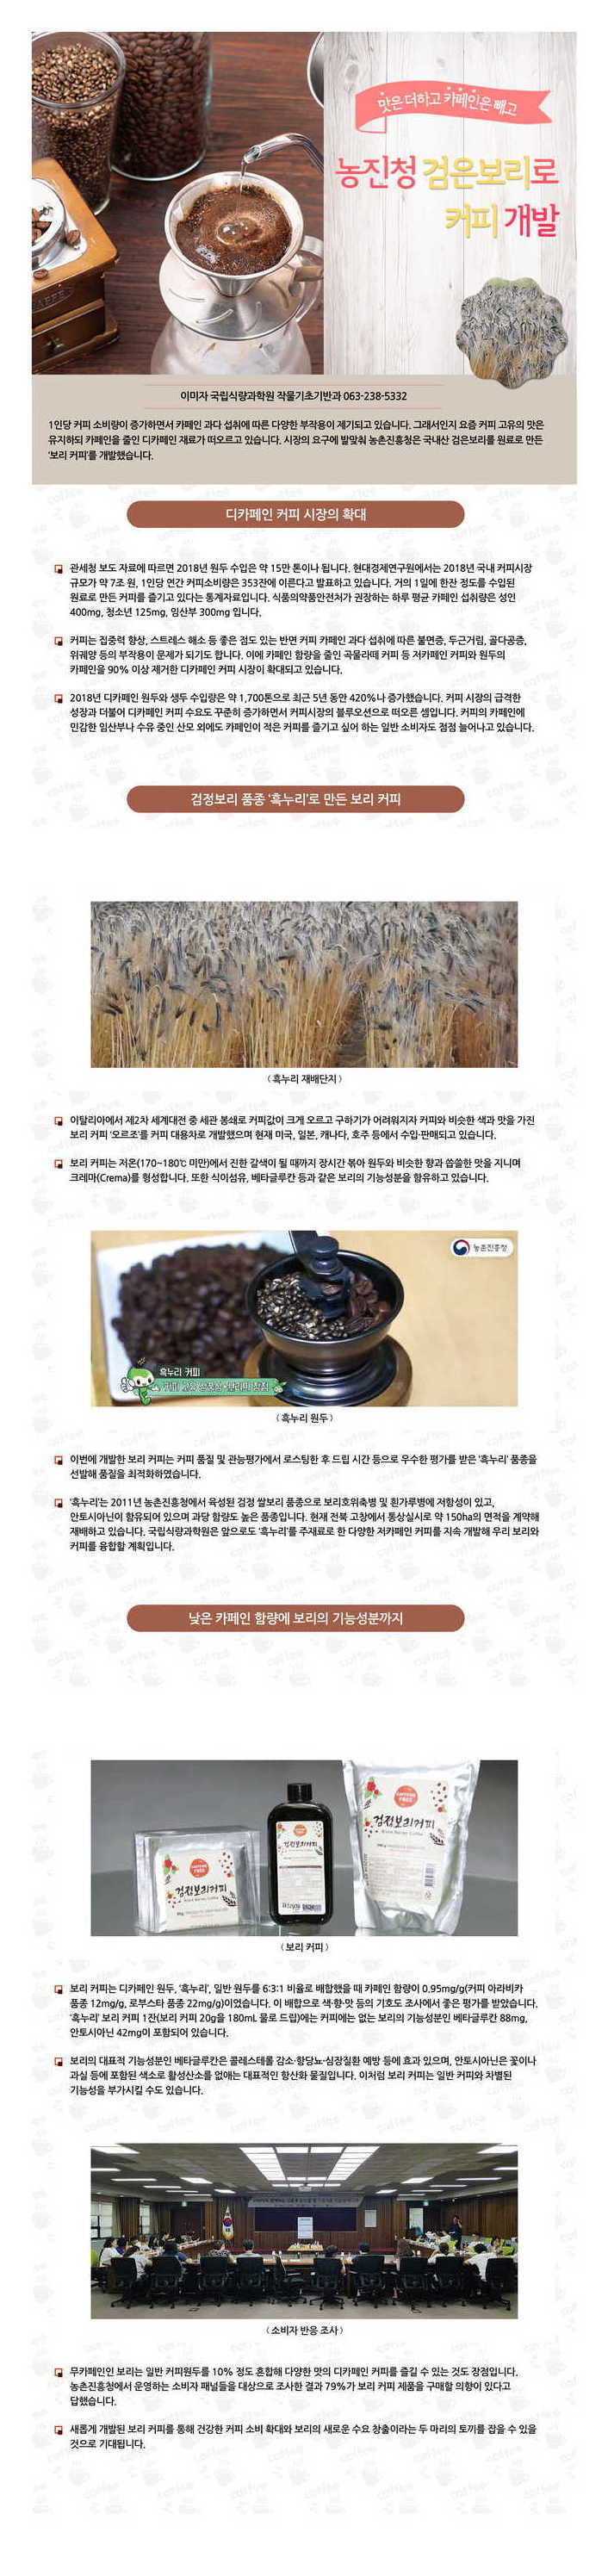 맛은 더하고 카페인은 빼고
농진청 검은보리로
커피 개발
이미자 국립식량과학원 작물기초기반과 063-238-5332
1인당 커피 소비량이 증가하면서 카페인 과다 섭취에 따른 다양한 부작용이 제기되고 있습니다. 그래서인지 요즘 커피 고유의 맛은
유지하되 카페인을 줄인 디카페인 재료가 떠오르고 있습니다. 시장의 요구에 발맞춰 농촌진흥청은 국내산 검은보리를 원료로 만든
'보리 커피'를 개발했습니다.
디카페인 커피 시장의 확대
관세청 보도 자료에 따르면 2018년 원두 수입은 약 15만 톤이나 됩니다. 현대경제연구원에서는 2018년 국내 커피시장
규모가 약 7조 원, 1인당 연간 커피소비량은 353잔에 이른다고 발표하고 있습니다. 거의 1일에 한잔 정도를 수입된
원료로 만든 커피를 즐기고 있다는 통계자료입니다. 식품의약품안전처가 권장하는 하루 평균 카페인 섭취량은 성인
400mg, 청소년 125mg, 임산부 300mg 입니다.
커피는 집중력 향상, 스트레스 해소 등 좋은 점도 있는 반면 커피 카페인 과다 섭취에 따른 불면증, 두근거림, 골다공증,
위궤양 등의 부작용이 문제가 되기도 합니다. 이에 카페인 함량을 줄인 곡물라떼 커피 등 저카페인 커피와 원두의
카페인을 90% 이상 제거한 디카페인 커피 시장이 확대되고 있습니다.
2018년 디카페인 원두와 생두 수입량은 약 1,700톤으로 최근 5년 동안 420%나 증가했습니다. 커피 시장의 급격한
성장과 더불어 디카페인 커피 수요도 꾸준히 증가하면서 커피시장의 블루오션으로 떠오른 셈입니다. 커피의 카페인에
민감한 임산부나 수유 중인 산모 외에도 카페인이 적은 커피를 즐기고 싶어 하는 일반 소비자도 점점 늘어나고 있습니다.
검정보리 품종 '흑누리'로 만든 보리 커피
〈 흑누리 재배단지 〉
이탈리아에서 제2차 세계대전 중 세관 봉쇄로 커피값이 크게 오르고 구하기가 어려워지자 커피와 비슷한 색과 맛을 가진
보리 커피 '오르조'를 커피 대용차로 개발했으며 현재 미국, 일본, 캐나다, 호주 등에서 수입·판매되고 있습니다.
보리 커피는 저온(170~180℃ 미만)에서 진한 갈색이 될 때까지 장시간 볶아 원두와 비슷한 향과 씁쓸한 맛을 지니며
크레마(Crema)를 형성합니다. 또한 식이섬유, 베타글루칸 등과 같은 보리의 기능성분을 함유하고 있습니다.
농촌진흥청
흑누리 커피
〈 흑누리 원두 〉
이번에 개발한 보리 커피는 커피 품질 및 관능평가에서 로스팅한 후 드립 시간 등으로 우수한 평가를 받은 '흑누리' 품종을
선발해 품질을 최적화하였습니다.
'흑누리'는 2011년 농촌진흥청에서 육성된 검정 쌀보리 품종으로 보리호위축병 및 흰가루병에 저항성이 있고,
안토시아닌이 함유되어 있으며 과당 함량도 높은 품종입니다. 현재 전북 고창에서 통상실시로 약 150ha의 면적을 계약해
재배하고 있습니다. 국립식량과학원은 앞으로도 '흑누리'를 주재료로 한 다양한 저카페인 커피를 지속 개발해 우리 보리와
커피를 융합할 계획입니다.
낮은 카페인 함량에 보리의 기능성분까지
검정보리커피
검정보리커피
검정보리커피
〈 보리 커피 〉
보리 커피는 디카페인 원두, '흑누리', 일반 원두를 6:3:1 비율로 배합했을 때 카페인 함량이 0.95mg/g(커피 아라비카
품종 12mg/g, 로부스타 품종 22mg/g)이었습니다. 이 배합으로 색·향·맛 등의 기호도 조사에서 좋은 평가를 받았습니다.
'흑누리' 보리 커피 1잔(보리 커피 20g을 180mL 물로 드립)에는 커피에는 없는 보리의 기능성분인 베타글루칸 88mg,
안토시아닌 42mg이 포함되어 있습니다.
보리의 대표적 기능성분인 베타글루칸은 콜레스테롤 감소·항당뇨·심장질환 예방 등에 효과 있으며, 안토시아닌은 꽃이나
과실 등에 포함된 색소로 활성산소를 없애는 대표적인 항산화 물질입니다. 이처럼 보리 커피는 일반 커피와 차별된
기능성을 부가시킬 수도 있습니다.
〈 소비자 반응 조사 〉
무카페인인 보리는 일반 커피원두를 10% 정도 혼합해 다양한 맛의 디카페인 커피를 즐길 수 있는 것도 장점입니다.
농촌진흥청에서 운영하는 소비자 패널들을 대상으로 조사한 결과 79%가 보리 커피 제품을 구매할 의향이 있다고
답했습니다.
새롭게 개발된 보리 커피를 통해 건강한 커피 소비 확대와 보리의 새로운 수요 창출이라는 두 마리의 토끼를 잡을 수 있을
것으로 기대됩니다.